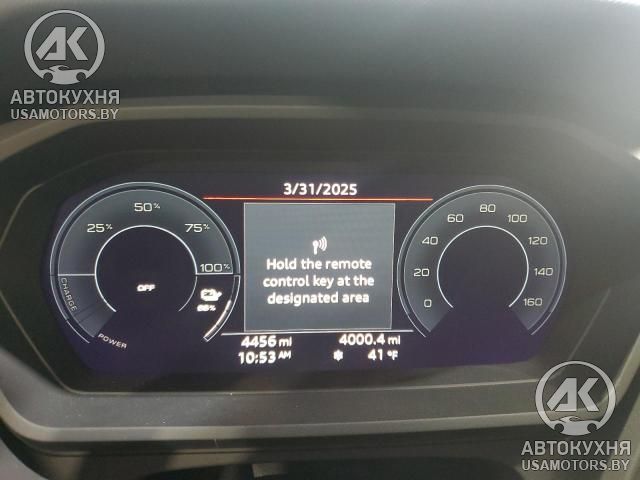 AK
АВТОКУХНЯ
USAMOTORS.BY
3/31/2025
50%
25%
75%
100%
OFF
CHARGE
POWER
Hold the remote
control key at the
designated area
0
20
40
60
80
100
120
140
160
4456 mi
4000.4 mi
10:53 AM
41 °F
AK
АВТОКУХНЯ
USAMOTORS.BY